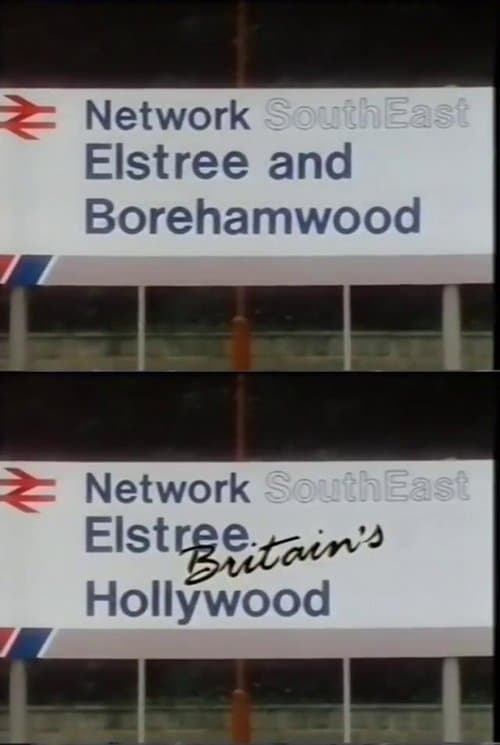 Network SouthEast
Elstree and
Borehamwood
Network SouthEast
Elstree
Britain's
Hollywood